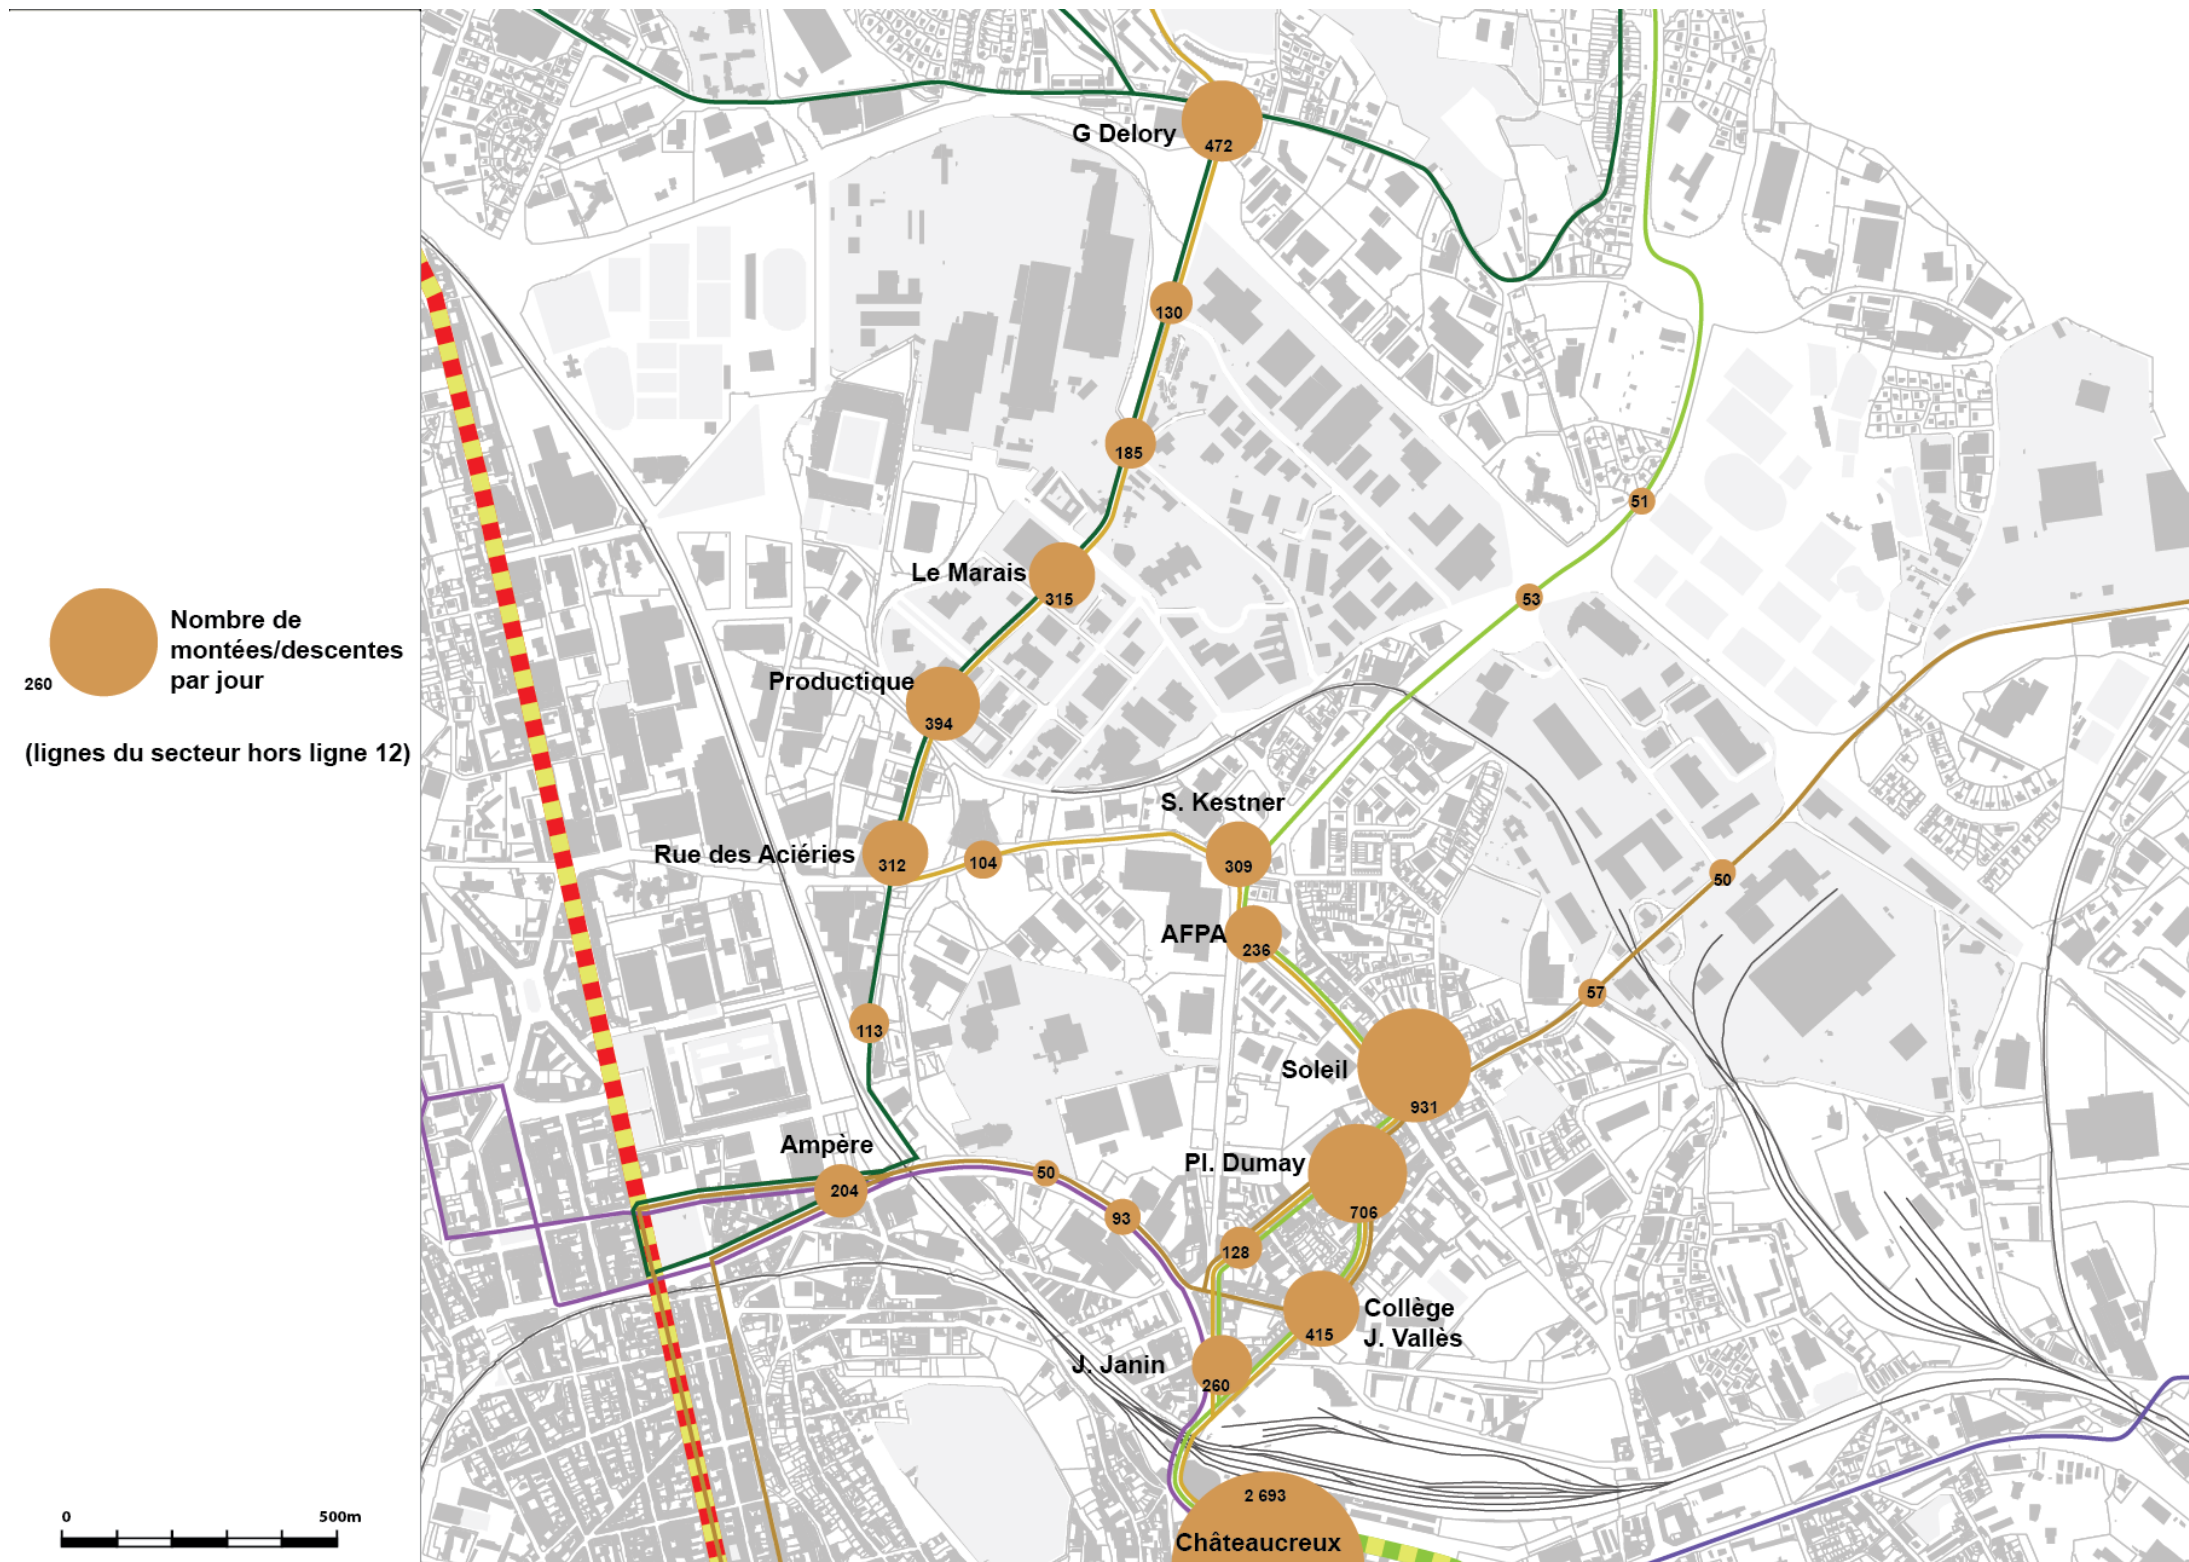 G Delory
472
130
185
51
Le Marais
315
53
Nombre de
montées/descentes
par jour
260
Productique
394
(lignes du secteur hors ligne 12)
S. Kestner
Rue des Aciéries
312
104
309
50
AFPA
236
57
113
Soleil
931
Ampère
204
50
Pl. Dumay
706
93
128
Collège
J. Vallès
415
J. Janin
260
2 693
Châteaucreux
0
500m